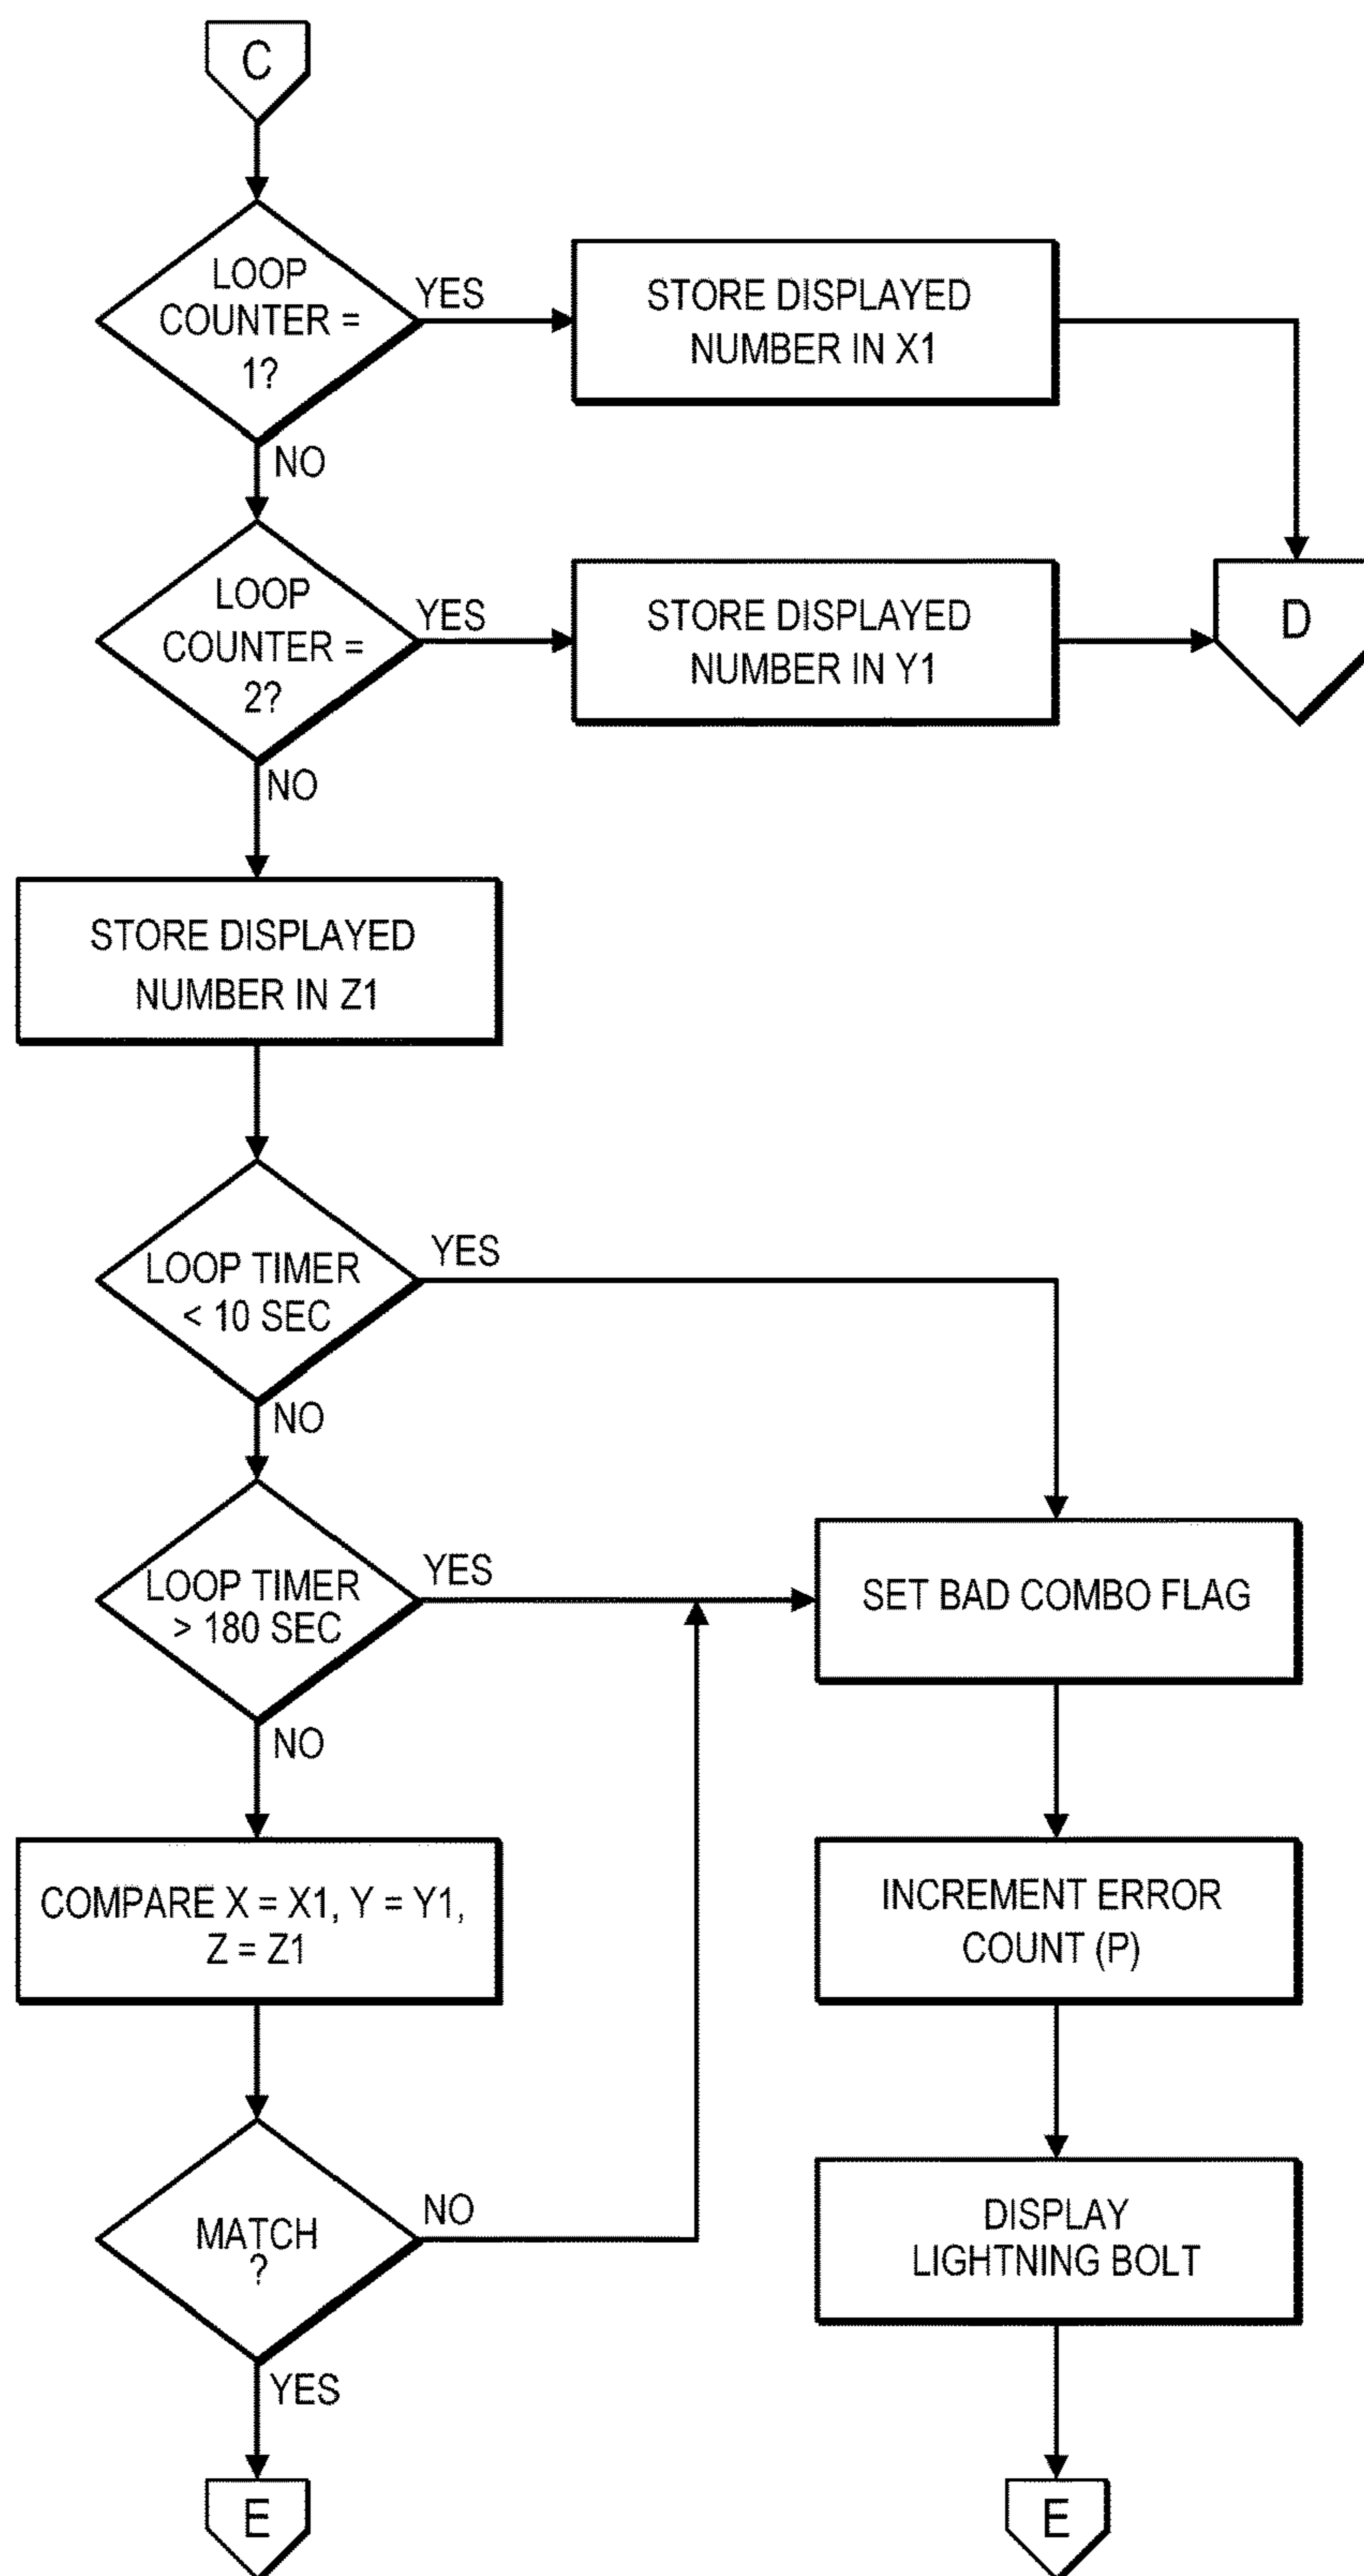 C
LOOP
COUNTER =
1?
YES
STORE DISPLAYED
NUMBER IN X1
NO
LOOP
COUNTER =
2?
YES
STORE DISPLAYED
NUMBER IN Y1
D
NO
STORE DISPLAYED
NUMBER IN Z1
LOOP TIMER
< 10 SEC
YES
NO
LOOP TIMER
> 180 SEC
YES
SET BAD COMBO FLAG
NO
COMPARE X = X1, Y = Y1,
Z = Z1
INCREMENT ERROR
COUNT (P)
MATCH
?
NO
DISPLAY
LIGHTNING BOLT
YES
E
E